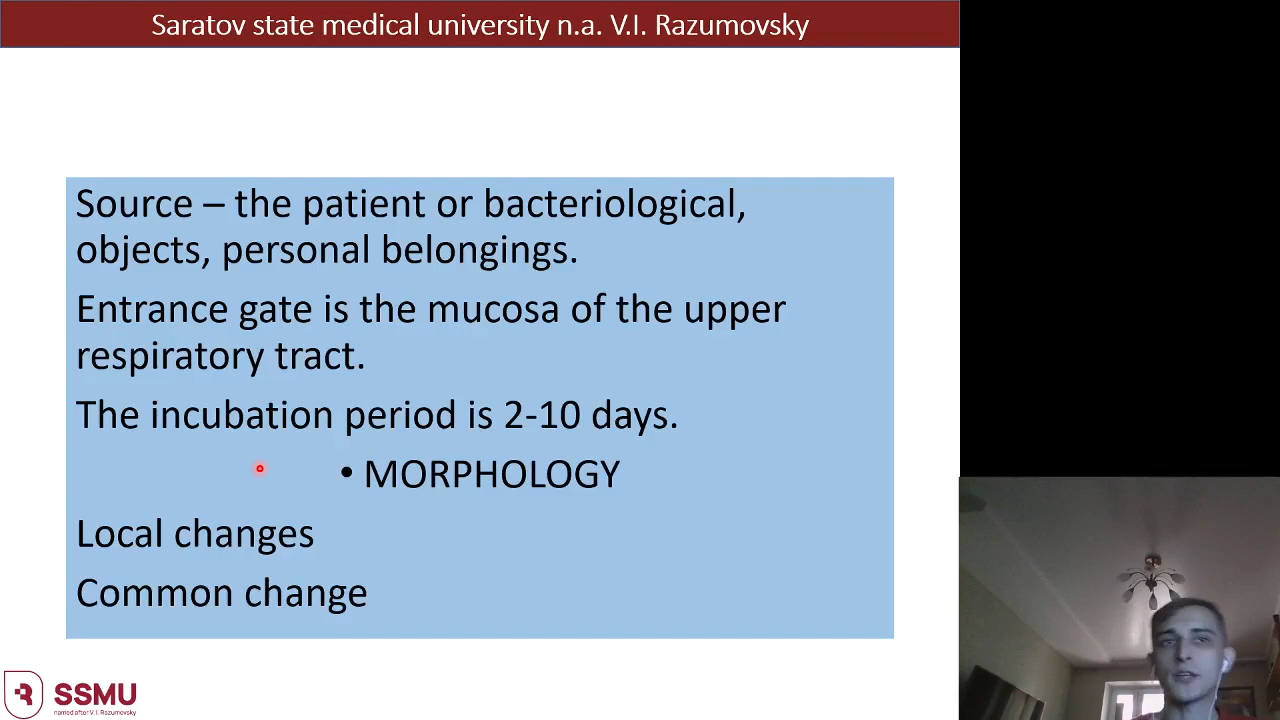 Saratov state medical university n.a. V.I. Razumovsky
Source – the patient or bacteriological,
objects, personal belongings.
Entrance gate is the mucosa of the upper
respiratory tract.
The incubation period is 2-10 days.
• MORPHOLOGY
Local changes
Common change
SSMU
named after V. I. Razumovsky